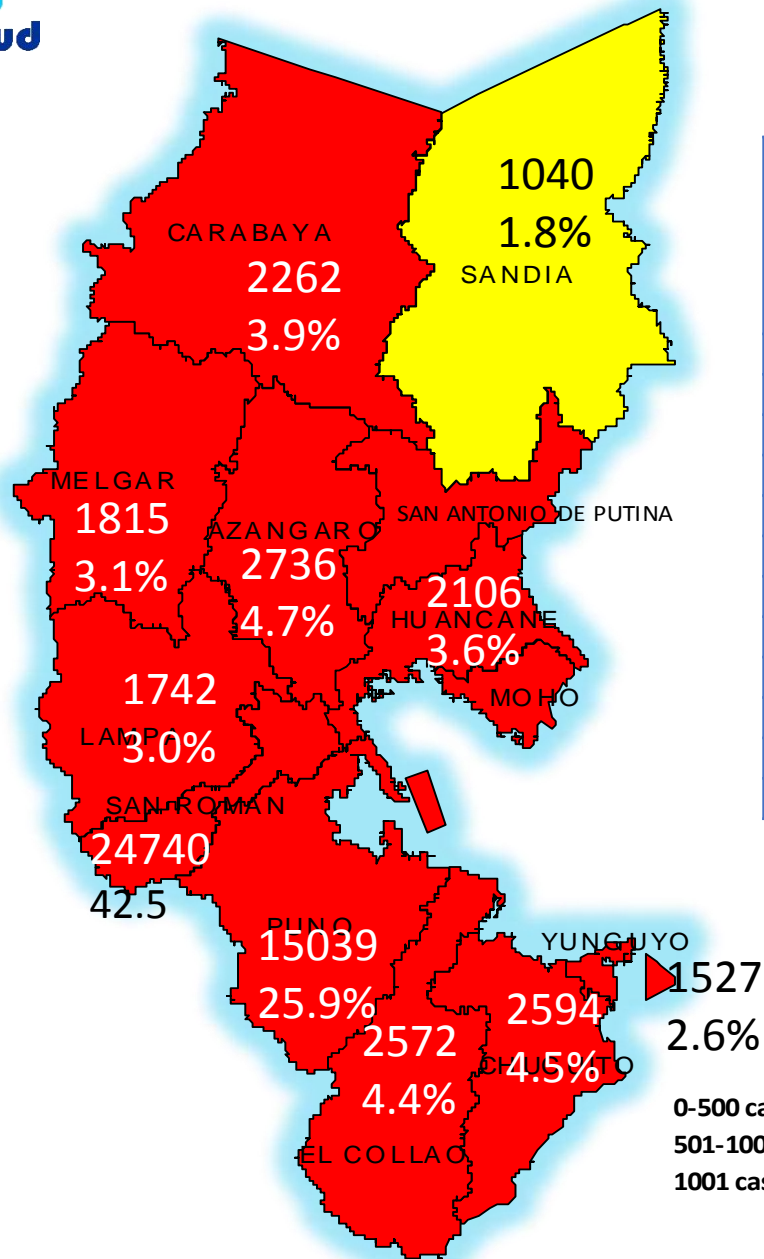 ud
1040
1.8%
SANDIA
CARABAYA
2262
3.9%
MELGAR
1815
3.1%
AZANGARO
2736
4.7%
SAN ANTONIO DE PUTINA
2106
HUANCANE
3.6%
MOHO
1742
LAMPA
3.0%
SAN ROMAN
24740
42.5
PUNO
15039
25.9%
YUNGUYO
1527
2.6%
2594
CHUCUITO
4.5%
2572
4.4%
EL COLLAO
0-500 ca
501-100
1001 cas